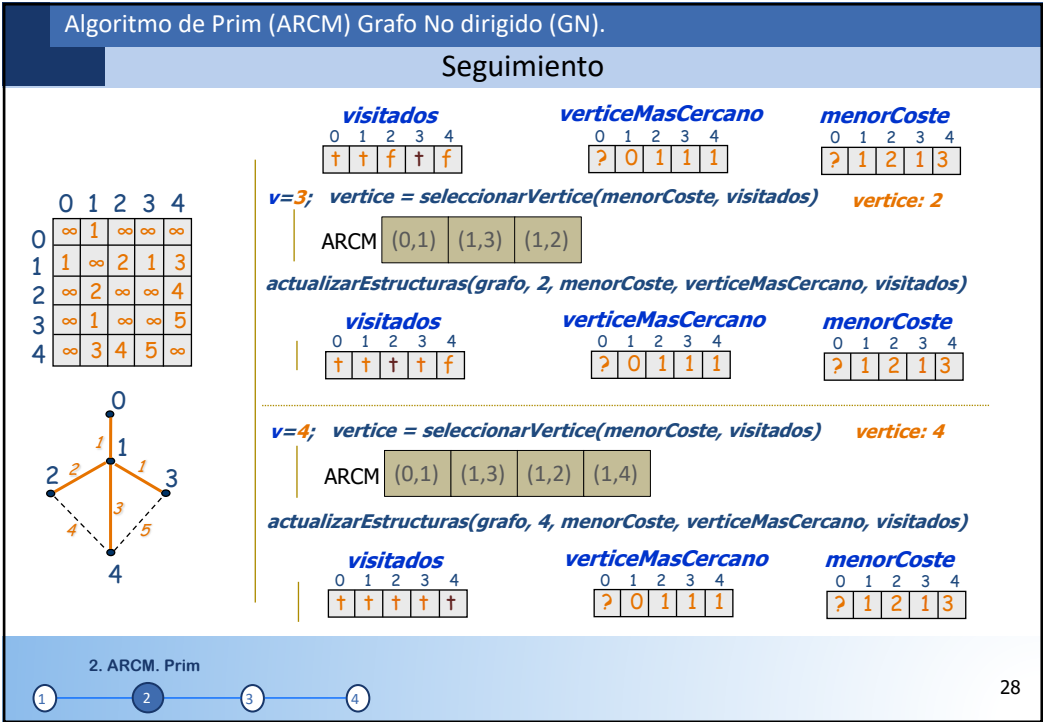 Algoritmo de Prim (ARCM) Grafo No dirigido (GN).
Seguimiento
visitados verticeMasCercano menorCoste
0 1 2 3 4 0 1 2 3 4 0 1 2 3 4
t t f t f ? 0 1 1 1 ? 1 2 1 3
v=3; vertice = seleccionarVertice(menorCoste, visitados) vertice: 2
ARCM (0,1) (1,3) (1,2)
actualizarEstructuras(grafo, 2, menorCoste, verticeMasCercano, visitados)
visitados verticeMasCercano menorCoste
0 1 2 3 4 0 1 2 3 4 0 1 2 3 4
t t t t f ? 0 1 1 1 ? 1 2 1 3
v=4; vertice = seleccionarVertice(menorCoste, visitados) vertice: 4
ARCM (0,1) (1,3) (1,2) (1,4)
actualizarEstructuras(grafo, 4, menorCoste, verticeMasCercano, visitados)
visitados verticeMasCercano menorCoste
0 1 2 3 4 0 1 2 3 4 0 1 2 3 4
t t t t t ? 0 1 1 1 ? 1 2 1 3
0 1 2 3 4
0 ∞ 1 ∞ ∞ ∞
1 1 ∞ 2 1 3
2 ∞ 2 ∞ ∞ 4
3 ∞ 1 ∞ ∞ 5
4 ∞ 3 4 5 ∞
0
1 1
2 2 1 3
3
4 5
4
2. ARCM. Prim
1 2 3 4
28